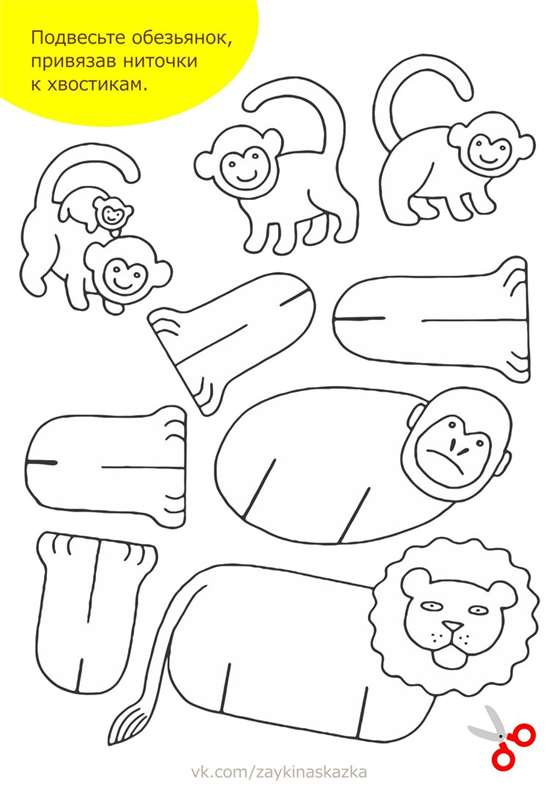 Подвесьте обезьянок,
привязав ниточки
к хвостикам.
vk.com/zaykinaskazka